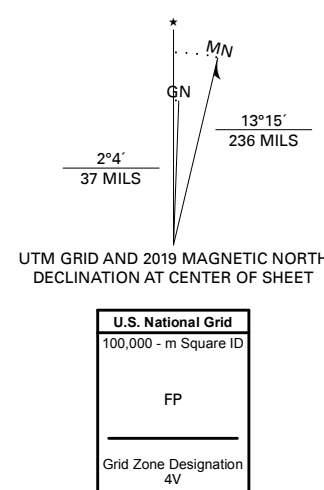 ★
MN
GN
13°15´
236 MILS
2°4´
37 MILS
UTM GRID AND 2019 MAGNETIC NORTH
DECLINATION AT CENTER OF SHEET
U.S. National Grid
100,000 - m Square ID
FP
Grid Zone Designation
4V